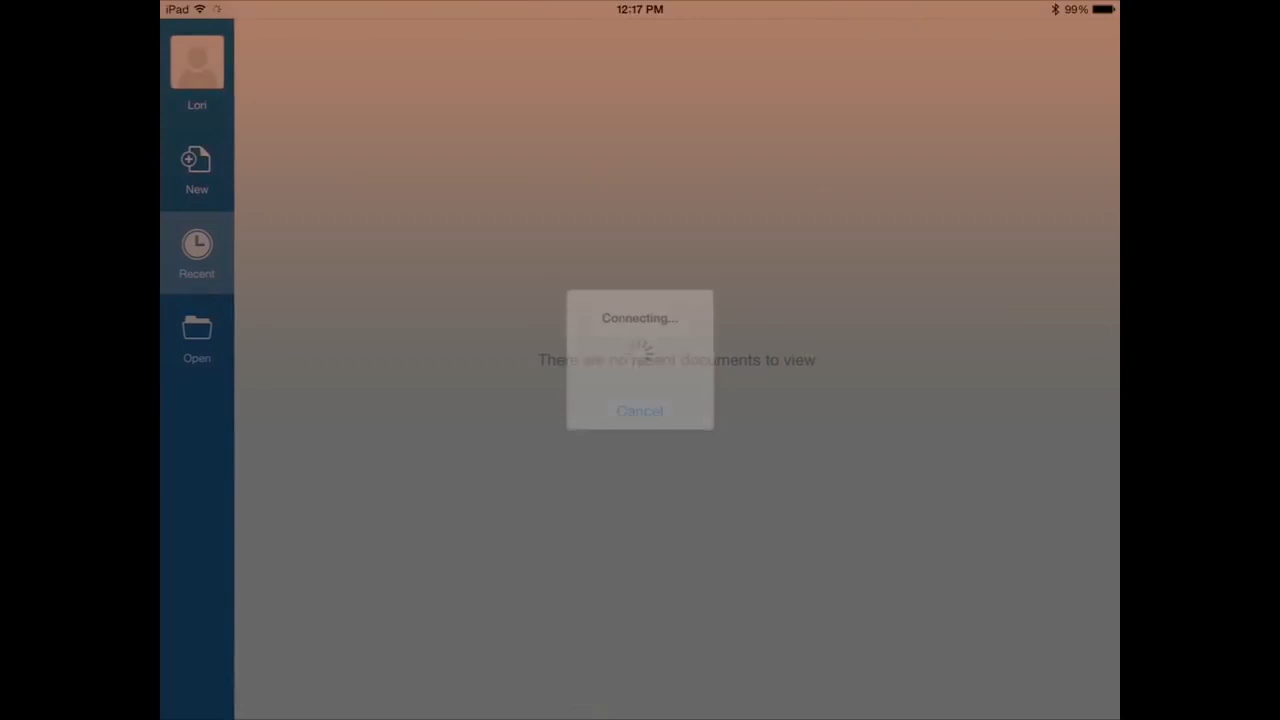 iPad
12:17 PM
99%
Lori
New
Recent
Open
Connecting...
There are no recent documents to view
Cancel